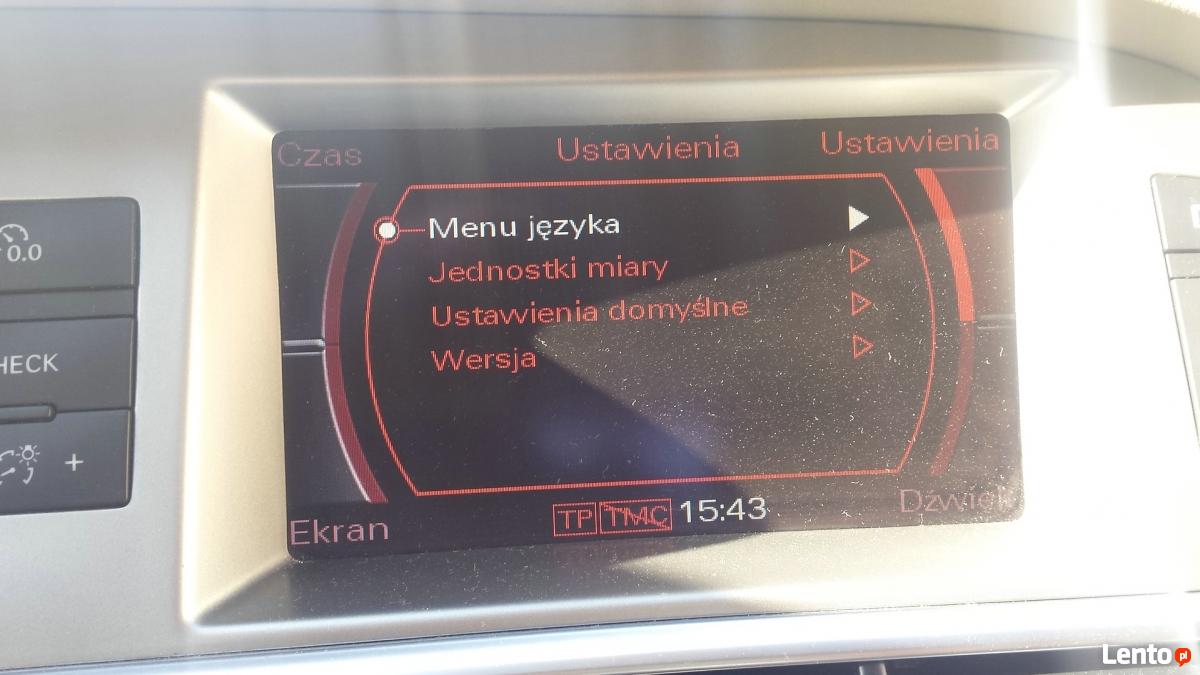 Czas Ustawienia Ustawienia
Menu języka
Jednostki miary
Ustawienia domyślne
Wersja
Ekran TP TMC 15:43 Dźwięk
0.0
HECK
+
Lento.pl